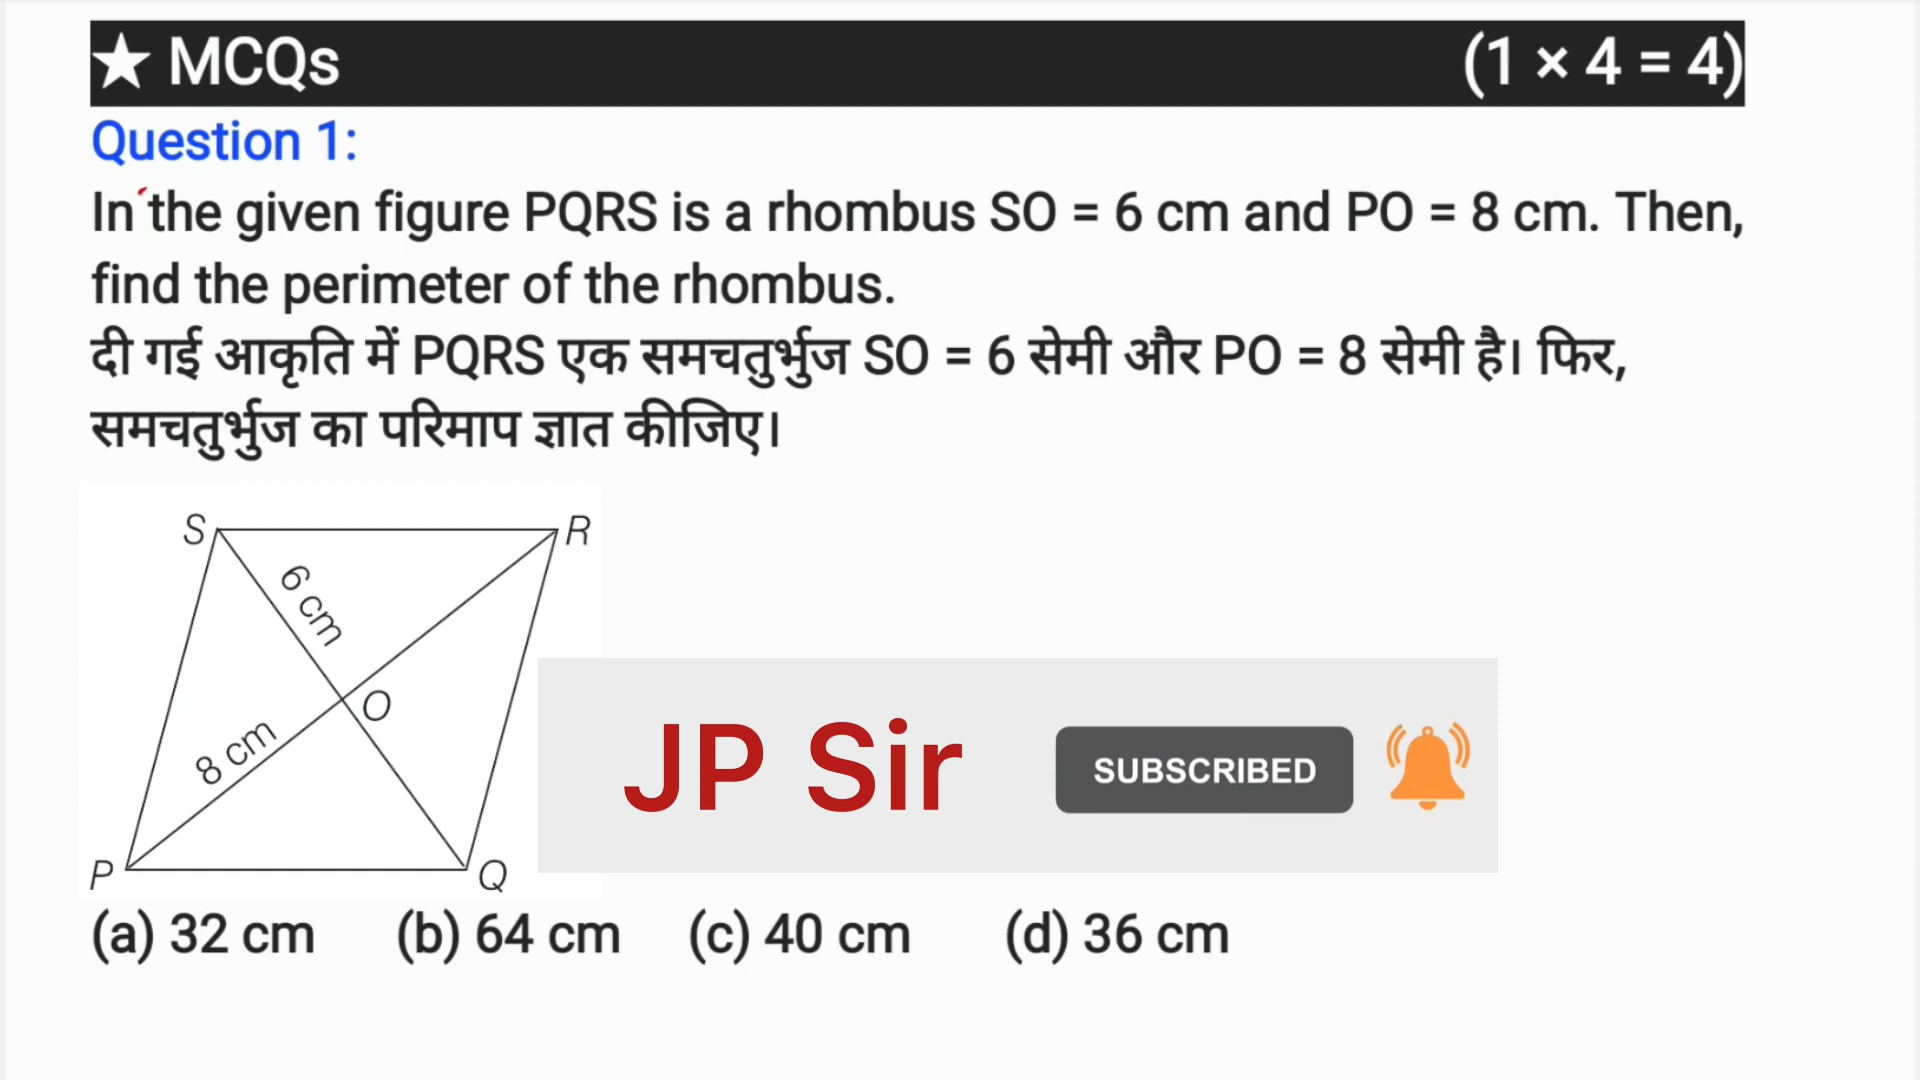 ★ MCQs (1 × 4 = 4)
Question 1:
In the given figure PQRS is a rhombus SO = 6 cm and PO = 8 cm. Then,
find the perimeter of the rhombus.
दी गई आकृति में PQRS एक समचतुर्भुज SO = 6 सेमी और PO = 8 सेमी है। फिर,
समचतुर्भुज का परिमाप ज्ञात कीजिए।
S
R
6 cm
O
8 cm
P
Q
JP Sir
SUBSCRIBED
(a) 32 cm (b) 64 cm (c) 40 cm (d) 36 cm